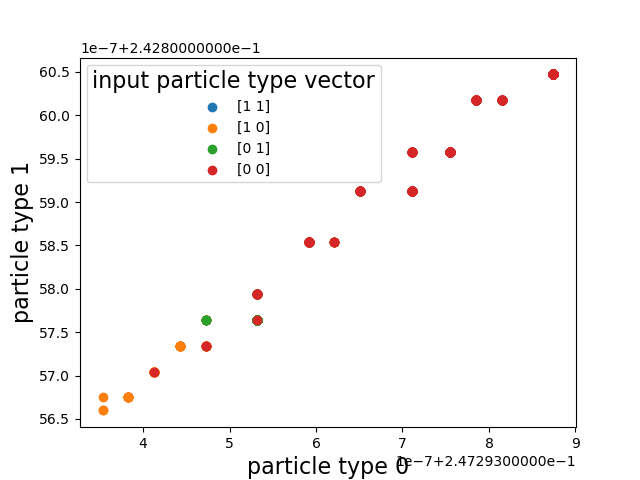 1e−7+2.4280000000e−1
input particle type vector
[1 1]
[1 0]
[0 1]
[0 0]
particle type 1
60.5
60.0
59.5
59.0
58.5
58.0
57.5
57.0
56.5
4 5 6 7 8 9
1e−7+2.4729300000e−1
particle type 0